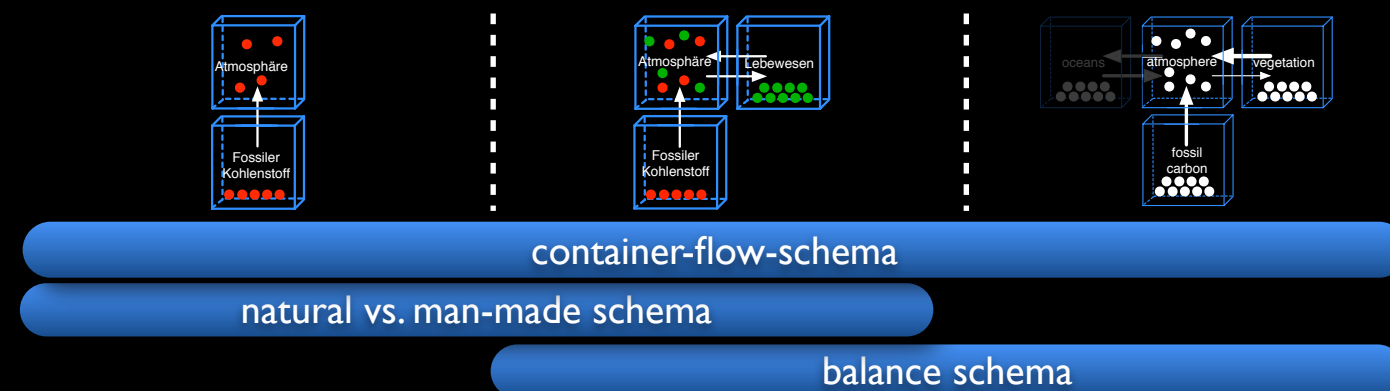 Atmosphäre
Fossiler
Kohlenstoff
Atmosphäre
Lebewesen
Fossiler
Kohlenstoff
oceans
atmosphere
vegetation
fossil
carbon
container-flow-schema
natural vs. man-made schema
balance schema